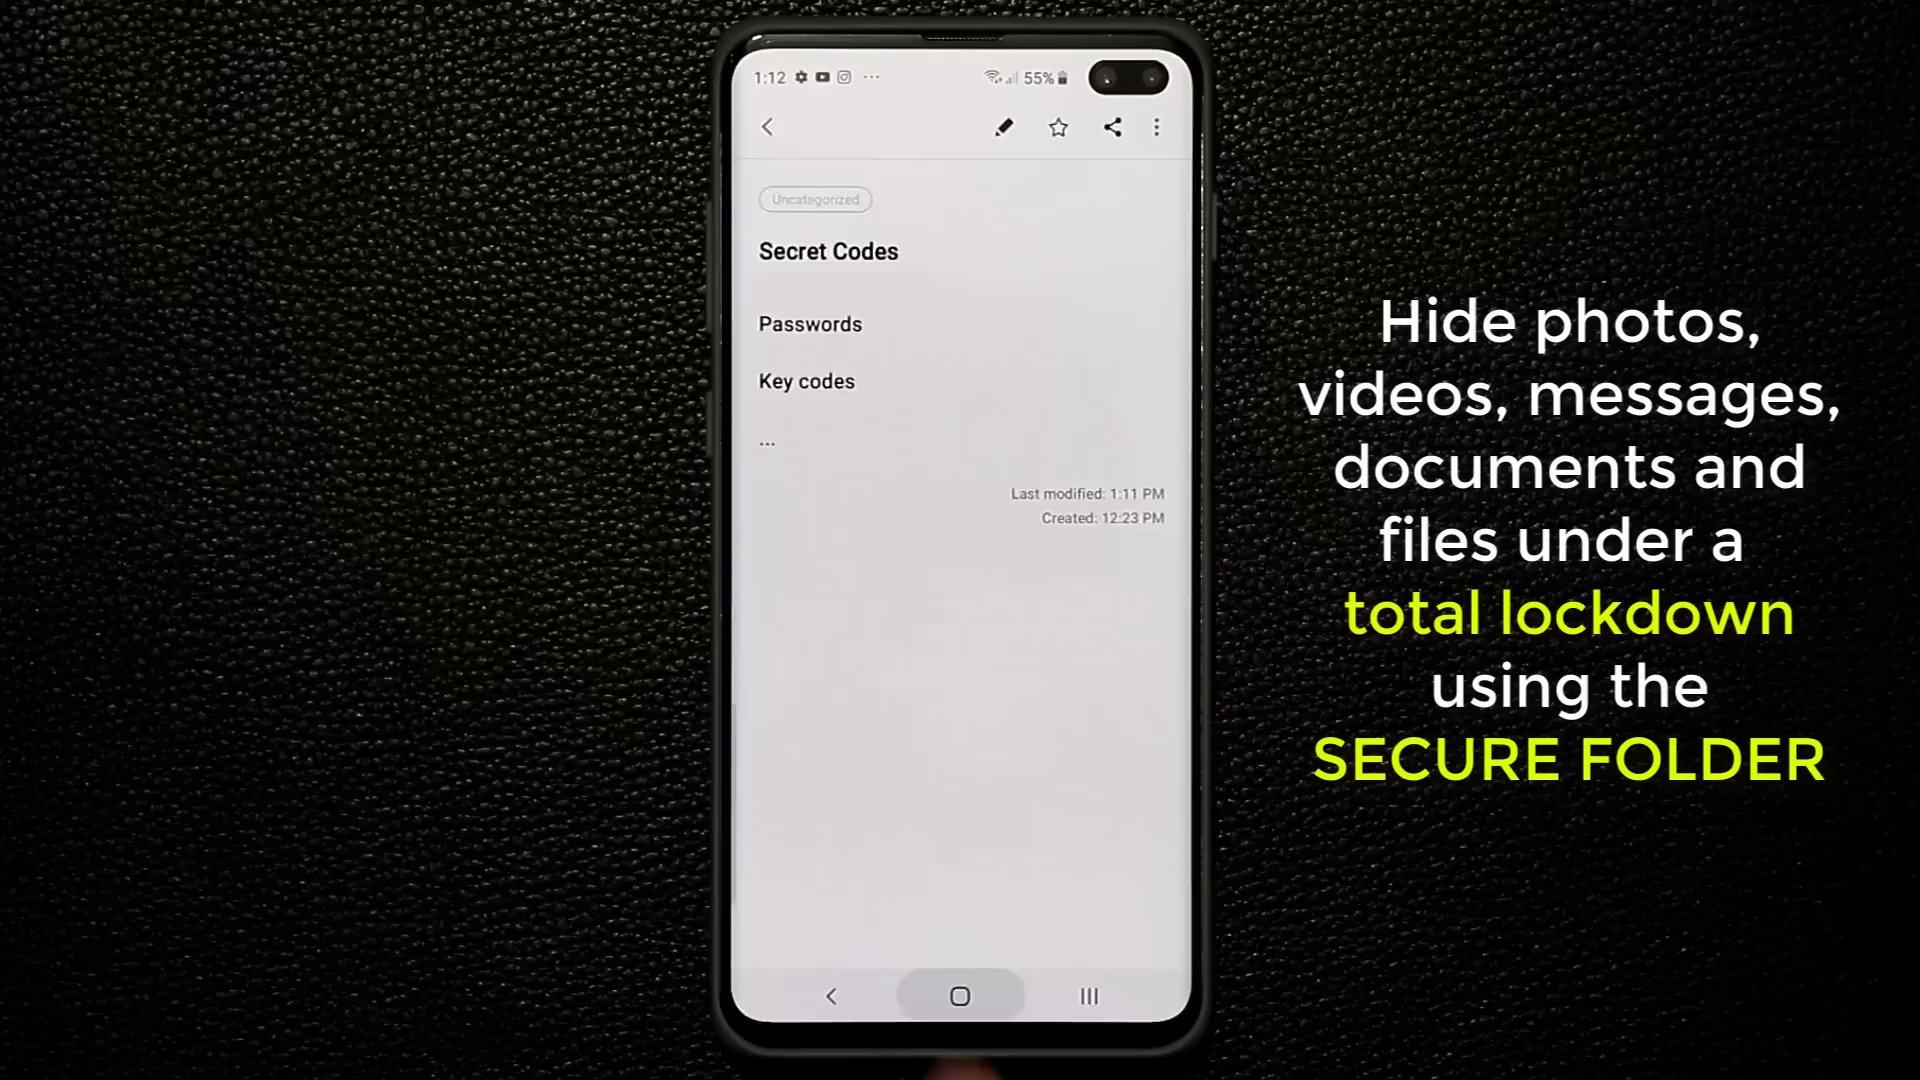 1:12 55%
Uncategorized
Secret Codes
Passwords
Key codes
...
Last modified: 1:11 PM
Created: 12:23 PM
Hide photos,
videos, messages,
documents and
files under a
total lockdown
using the
SECURE FOLDER